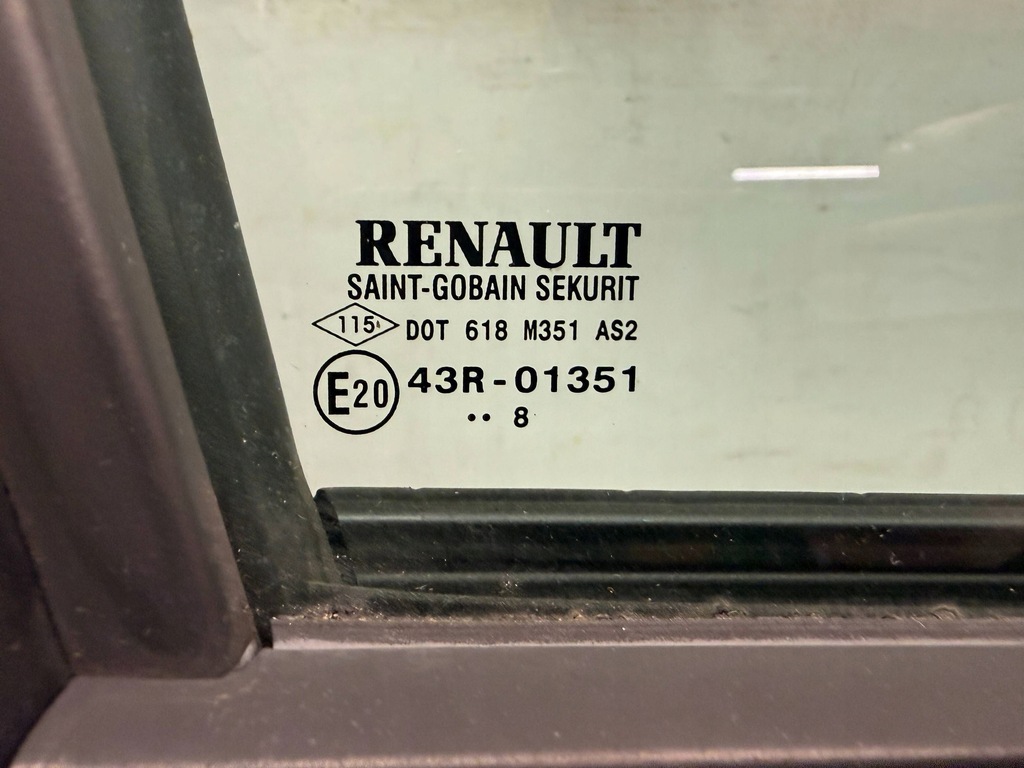 RENAULT
SAINT-GOBAIN SEKURIT
115 DOT 618 M351 AS2
E20 43R-01351
•• 8